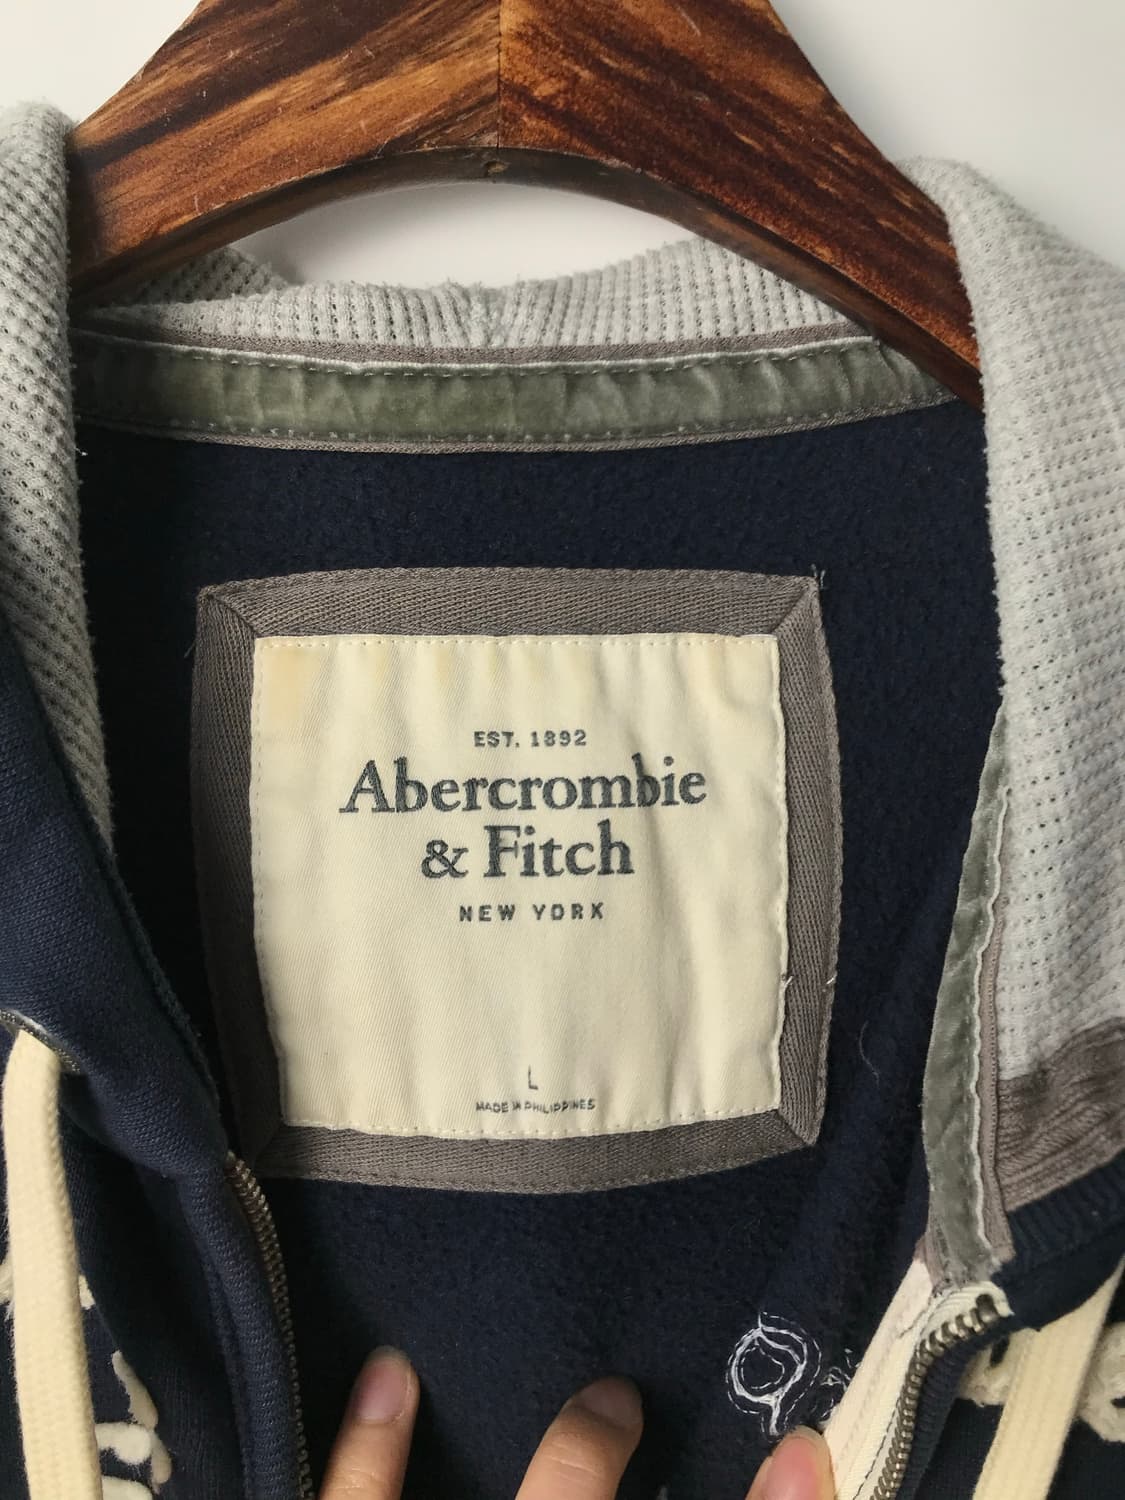 EST. 1892
Abercrombie
& Fitch
NEW YORK
L
MADE IN PHILIPPINES